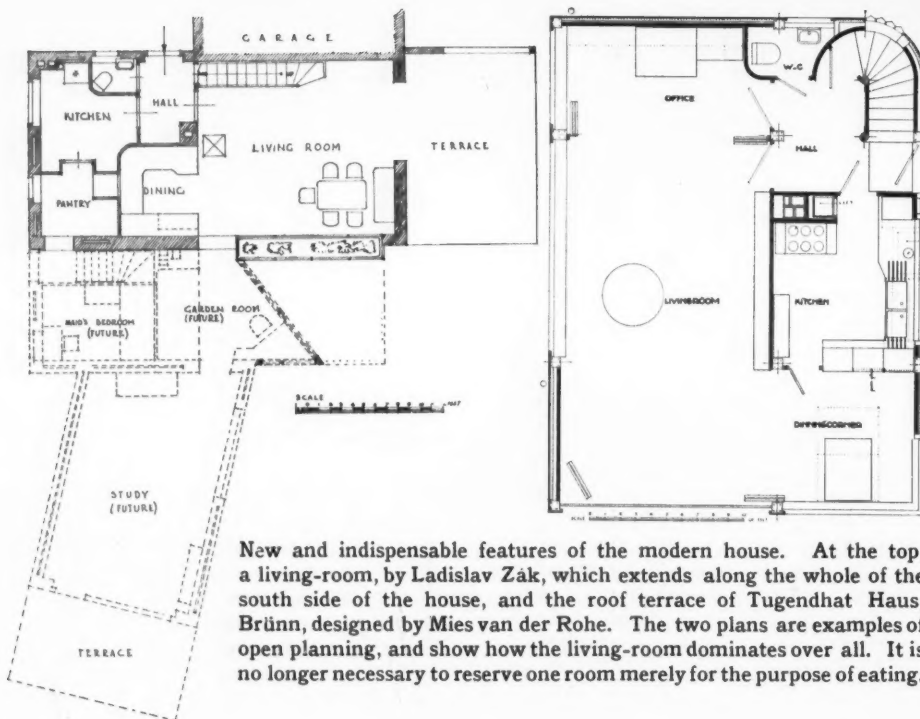 GARAGE
KITCHEN
HALL
LIVING ROOM
TERRACE
DINING
PANTRY
MAID'S BEDROOM
(FUTURE)
GARDEN ROOM
(FUTURE)
SCALE
FEET
STUDY
(FUTURE)
TERRACE
W.C
OFFICE
HALL
LIFT
LIVINGROOM
KITCHEN
DINNINGCORNER
SCALE
New and indispensable features of the modern house. At the top
a living-room, by Ladislav Zák, which extends along the whole of the
south side of the house, and the roof terrace of Tugendhat Haus
Brünn, designed by Mies van der Rohe. The two plans are examples of
open planning, and show how the living-room dominates over all. It is
no longer necessary to reserve one room merely for the purpose of eating.